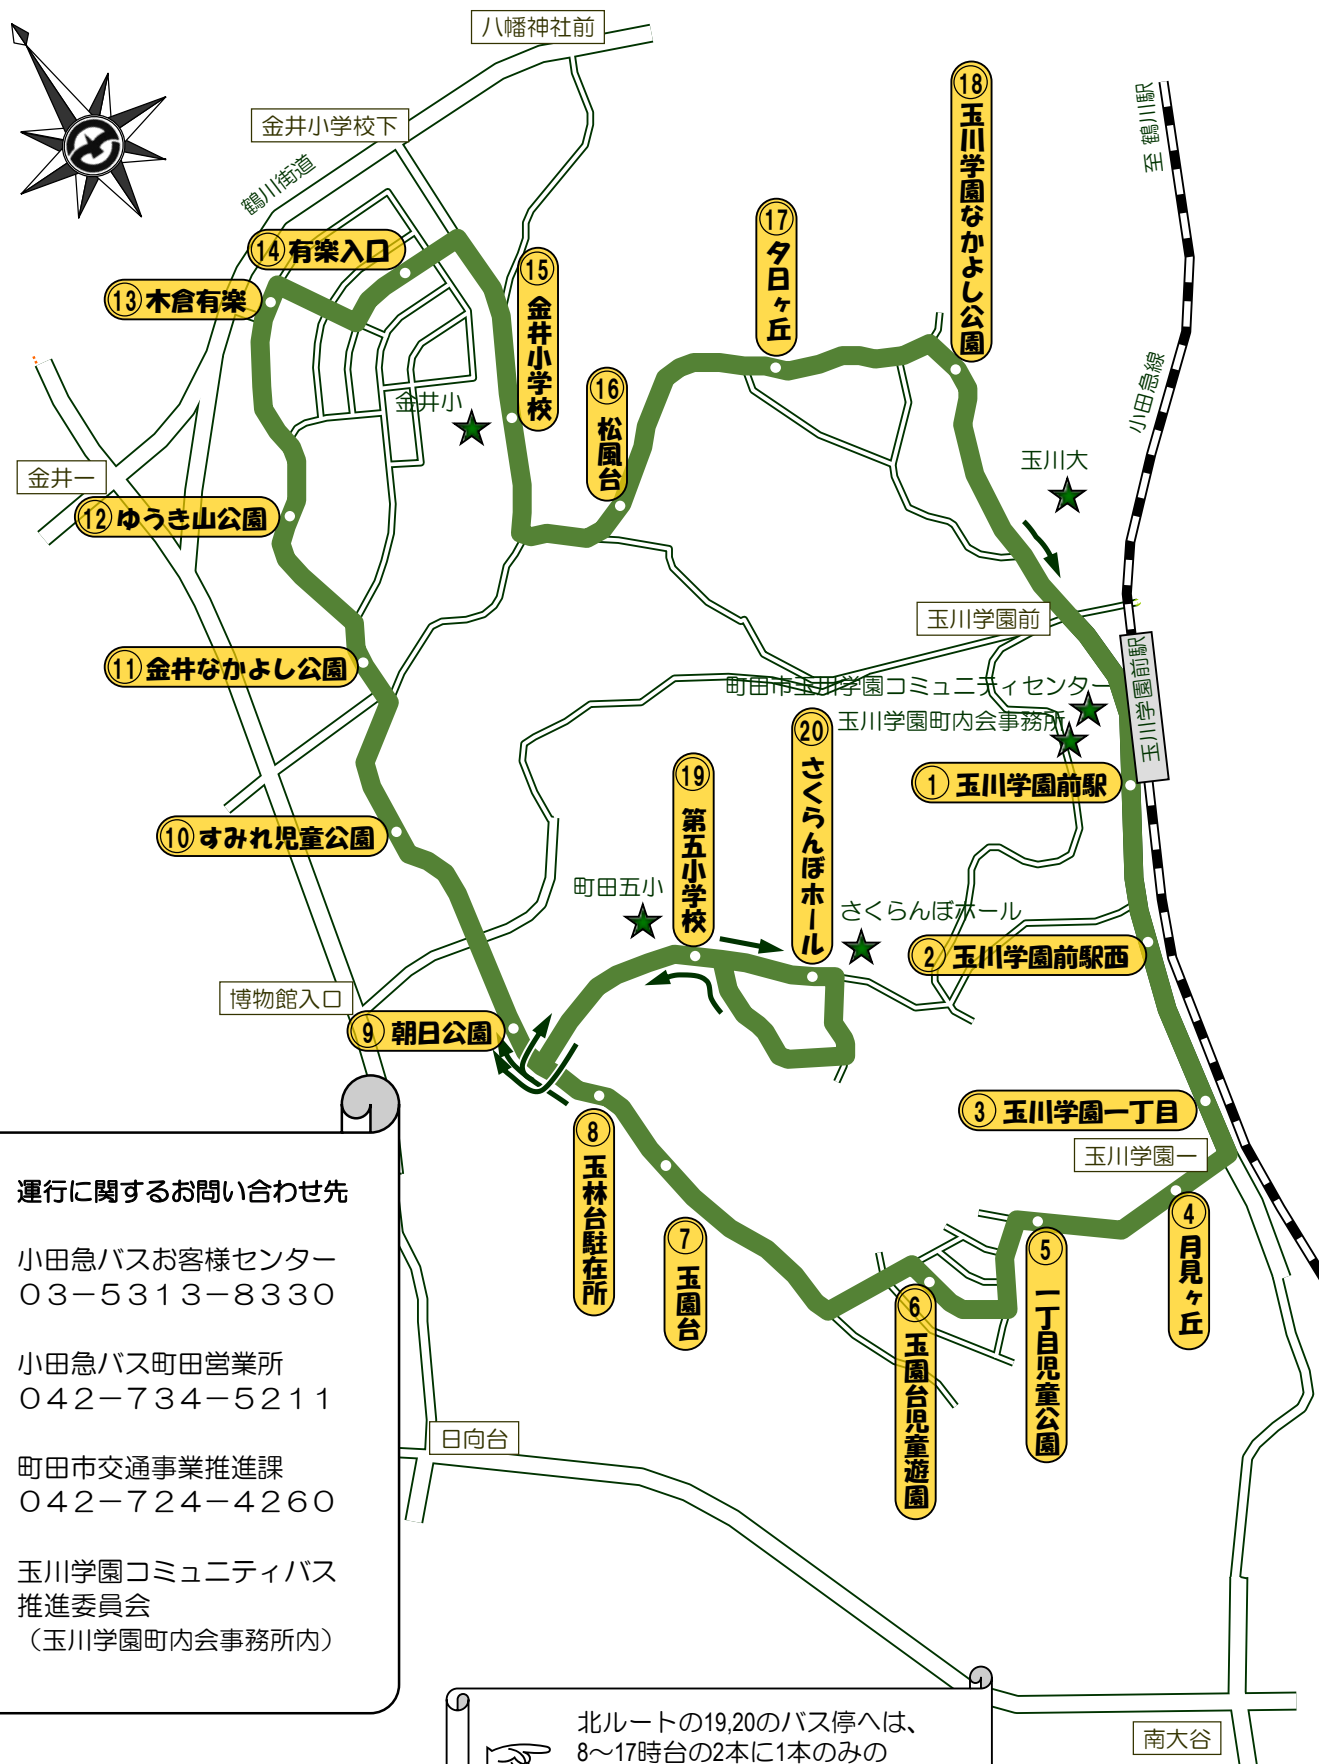 八幡神社前
金井小学校下
鶴川街道
至 鶴川駅
⑱玉川学園なかよし公園
⑰夕日ヶ丘
⑭有楽入口
⑮金井小学校
⑬木倉有楽
小田急線
⑯松風台
金井小
玉川大
金井一
⑫ゆうき山公園
玉川学園前
玉川学園前駅
⑪金井なかよし公園
町田市玉川学園コミュニティセンター
玉川学園町内会事務所
⑳さくらんぼホール
⑲第五小学校
①玉川学園前駅
⑩すみれ児童公園
町田五小
さくらんぼホール
②玉川学園前駅西
博物館入口
⑨朝日公園
③玉川学園一丁目
玉川学園一
⑧玉林台駐在所
⑦玉園台
④月見ヶ丘
⑤一丁目児童公園
⑥玉園台児童遊園
運行に関するお問い合わせ先
小田急バスお客様センター
03−5313−8330
小田急バス町田営業所
042−734−5211
町田市交通事業推進課
042−724−4260
玉川学園コミュニティバス
推進委員会
（玉川学園町内会事務所内）
日向台
南大谷
北ルートの19,20のバス停へは、
8〜17時台の2本に1本のみの